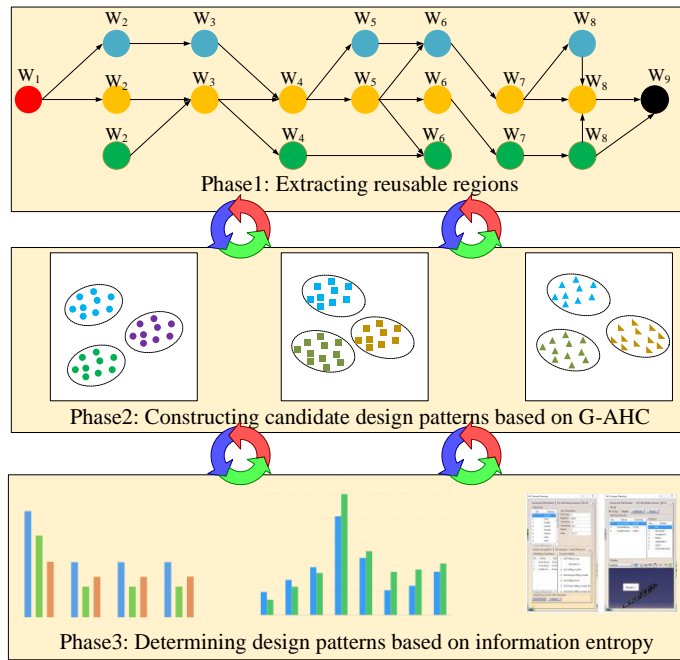 W2 W3 W5 W6 W8
W1 W2 W3 W4 W5 W6 W7 W8 W9
W2 W4 W6 W7 W8
Phase1: Extracting reusable regions
Phase2: Constructing candidate design patterns based on G-AHC
Phase3: Determining design patterns based on information entropy